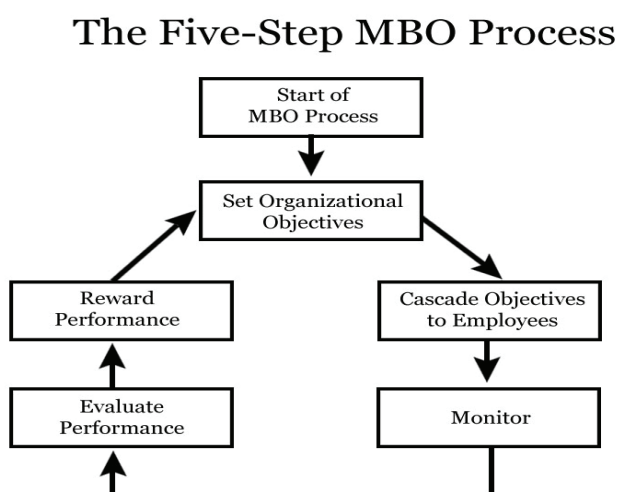 The Five-Step MBO Process
Start of
MBO Process
Set Organizational
Objectives
Reward
Performance
Cascade Objectives
to Employees
Evaluate
Performance
Monitor